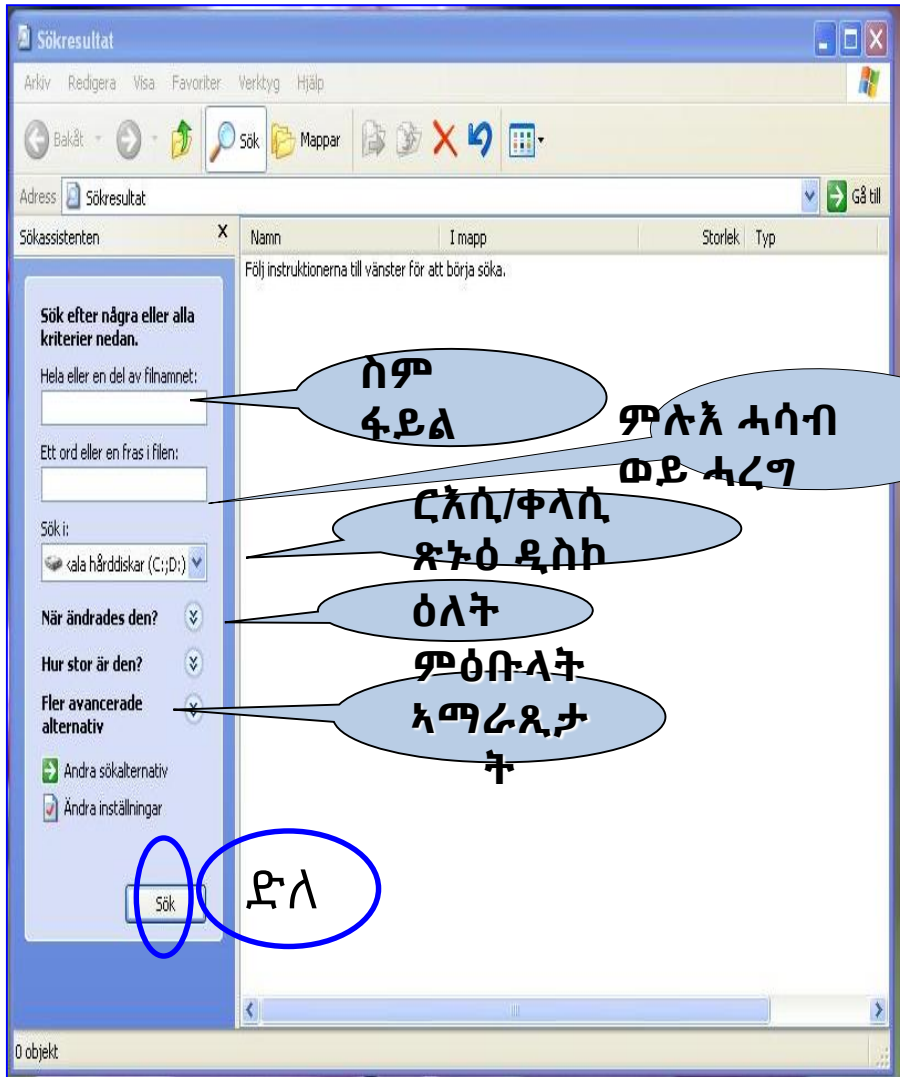 Sökresultat
Arkiv Redigera Visa Favoriter Verktyg Hjälp
Bakåt Sök Mappar
Adress Sökresultat Gå till
Sökassistenten X
Namn I mapp Storlek Typ
Följ instruktionerna till vänster för att börja söka.
Sök efter några eller alla
kriterier nedan.
Hela eller en del av filnamnet:
ስም
ፋይል
Ett ord eller en fras i filen:
ምሉእ ሓሳብ
ወይ ሓረግ
Sök i:
kala hårddiskar (C:;D:)
ርእሲ/ቀላሲ
ጽኑዕ ዲስክ
När ändrades den?
ዕለት
Hur stor är den?
ምዕቡላት
Fler avancerade
alternativ
ኣማራጺታ
ት
Andra sökalternativ
Ändra inställningar
Sök
ድለ
0 objekt